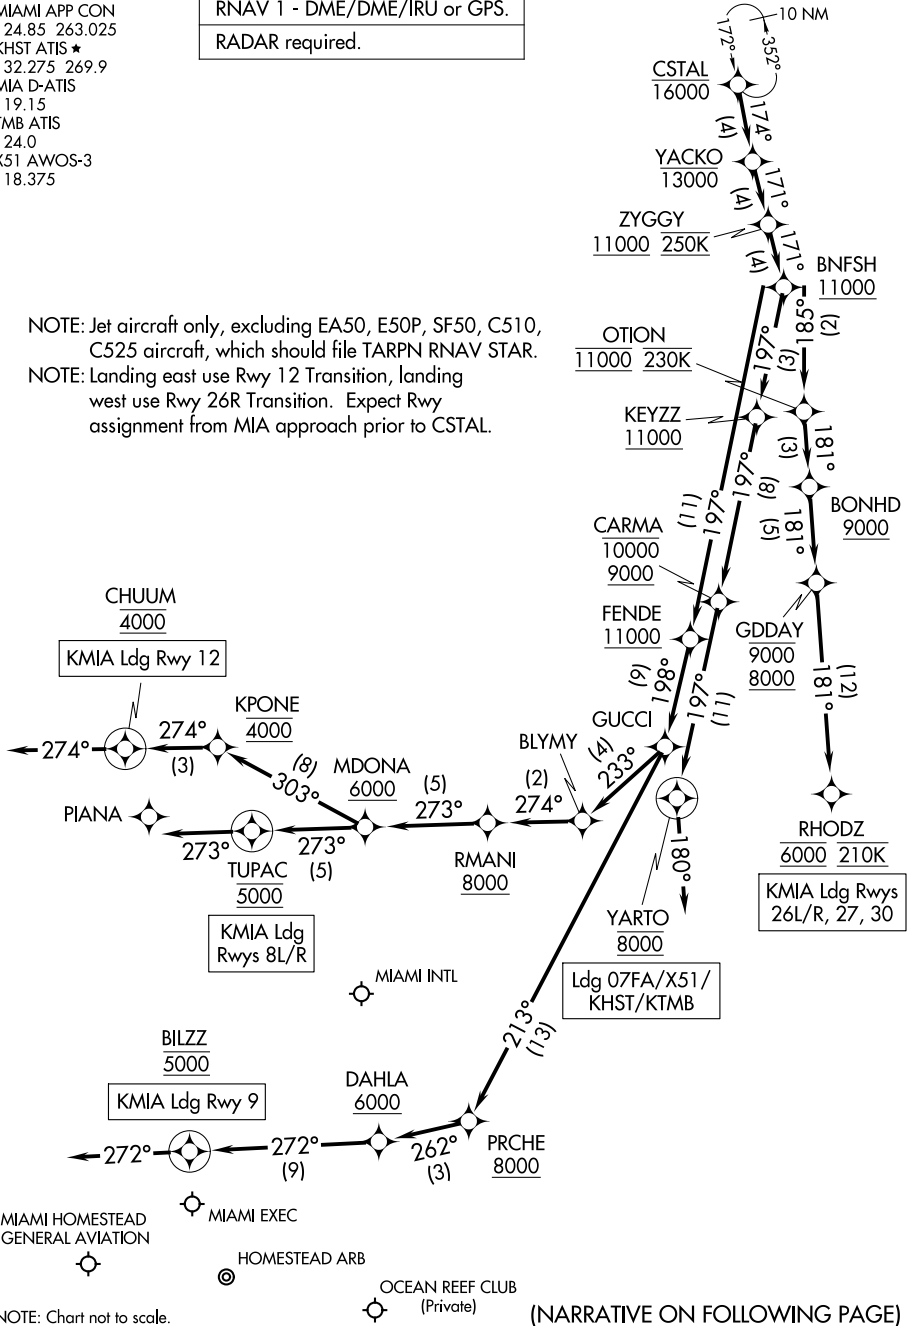 MIAMI APP CON
24.85 263.025
KHST ATIS ★
32.275 269.9
MIA D-ATIS
19.15
TMB ATIS
24.0
X51 AWOS-3
18.375
RNAV 1 - DME/DME/IRU or GPS.
RADAR required.
10 NM
172°
352°
CSTAL
16000
174°
(4)
YACKO
13000
171°
(4)
ZYGGY
11000 250K
171°
(4)
BNFSH
11000
NOTE: Jet aircraft only, excluding EA50, E50P, SF50, C510,
C525 aircraft, which should file TARPN RNAV STAR.
NOTE: Landing east use Rwy 12 Transition, landing
west use Rwy 26R Transition. Expect Rwy
assignment from MIA approach prior to CSTAL.
185°
(2)
197°
(3)
OTION
11000 230K
KEYZZ
11000
181°
(3)
197°
(8)
197°
(11)
BONHD
9000
181°
(5)
CARMA
10000
9000
FENDE
11000
GDDAY
9000
8000
CHUUM
4000
KMIA Ldg Rwy 12
198°
(9)
197°
(11)
181°
(12)
KPONE
4000
GUCCI
274°
274°
(3)
303°
(8)
MDONA
6000
(5)
273°
BLYMY
(2)
274°
(4)
233°
PIANA
273°
273°
(5)
TUPAC
5000
KMIA Ldg
Rwys 8L/R
RMANI
8000
180°
RHODZ
6000 210K
KMIA Ldg Rwys
26L/R, 27, 30
YARTO
8000
Ldg 07FA/X51/
KHST/KTMB
MIAMI INTL
213°
(13)
BILZZ
5000
KMIA Ldg Rwy 9
DAHLA
6000
272°
272°
(9)
262°
(3)
PRCHE
8000
MIAMI EXEC
MIAMI HOMESTEAD
GENERAL AVIATION
HOMESTEAD ARB
OCEAN REEF CLUB
(Private)
NOTE: Chart not to scale.
(NARRATIVE ON FOLLOWING PAGE)